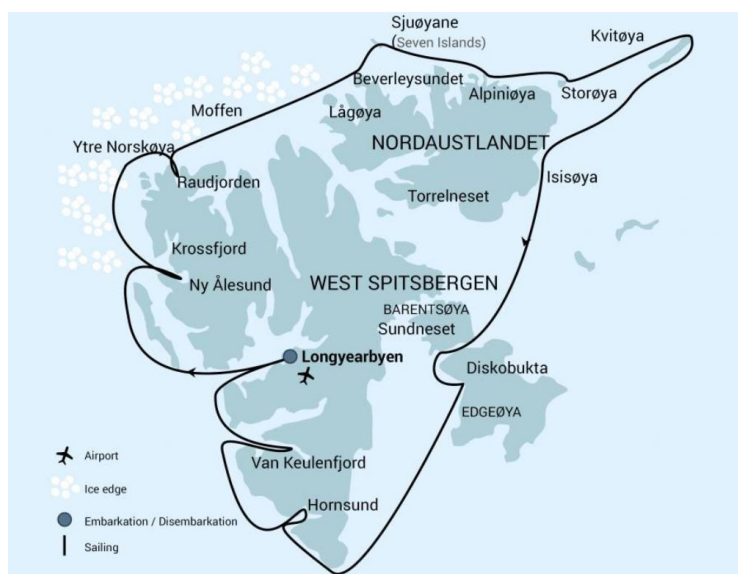 Sjuøyane
(Seven Islands)
Kvitøya
Beverleysundet
Alpiniøya
Storøya
Moffen
Lågøya
NORDAUSTLANDET
Ytre Norskøya
Raudjorden
Isisøya
Torrelneset
Krossfjord
Ny Ålesund
WEST SPITSBERGEN
BARENTSØYA
Sundneset
Longyearbyen
Diskobukta
EDGEØYA
Van Keulenfjord
Hornsund
Airport
Ice edge
Embarkation / Disembarkation
Sailing